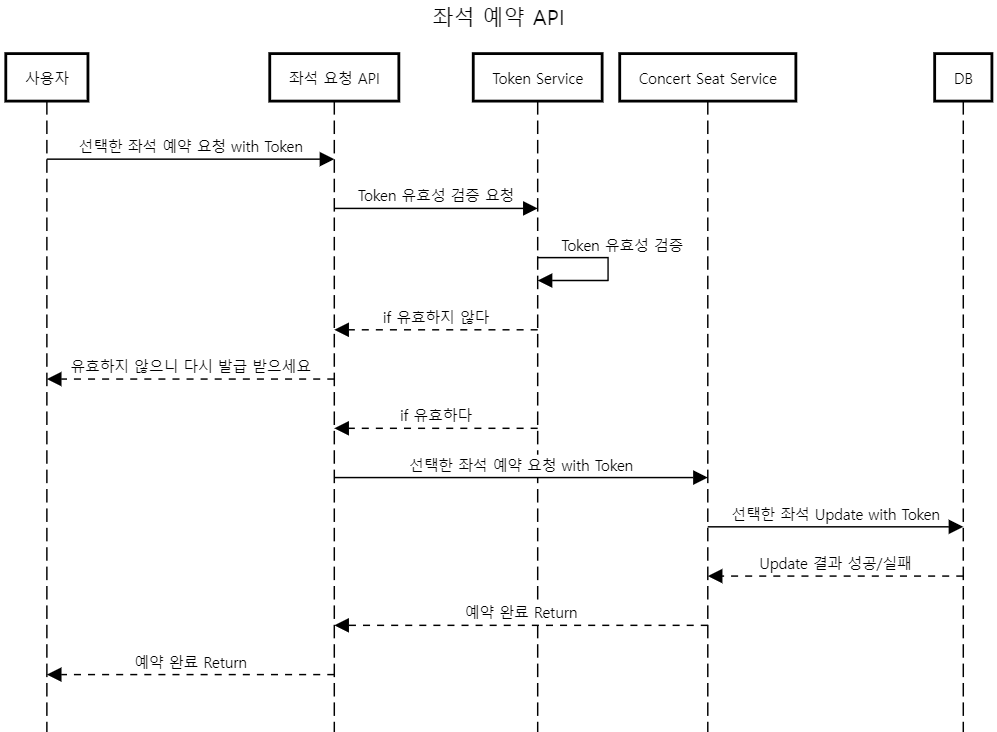 좌석 예약 API
사용자
좌석 요청 API
Token Service
Concert Seat Service
DB
선택한 좌석 예약 요청 with Token
Token 유효성 검증 요청
Token 유효성 검증
if 유효하지 않다
유효하지 않으니 다시 발급 받으세요
if 유효하다
선택한 좌석 예약 요청 with Token
선택한 좌석 Update with Token
Update 결과 성공/실패
예약 완료 Return
예약 완료 Return